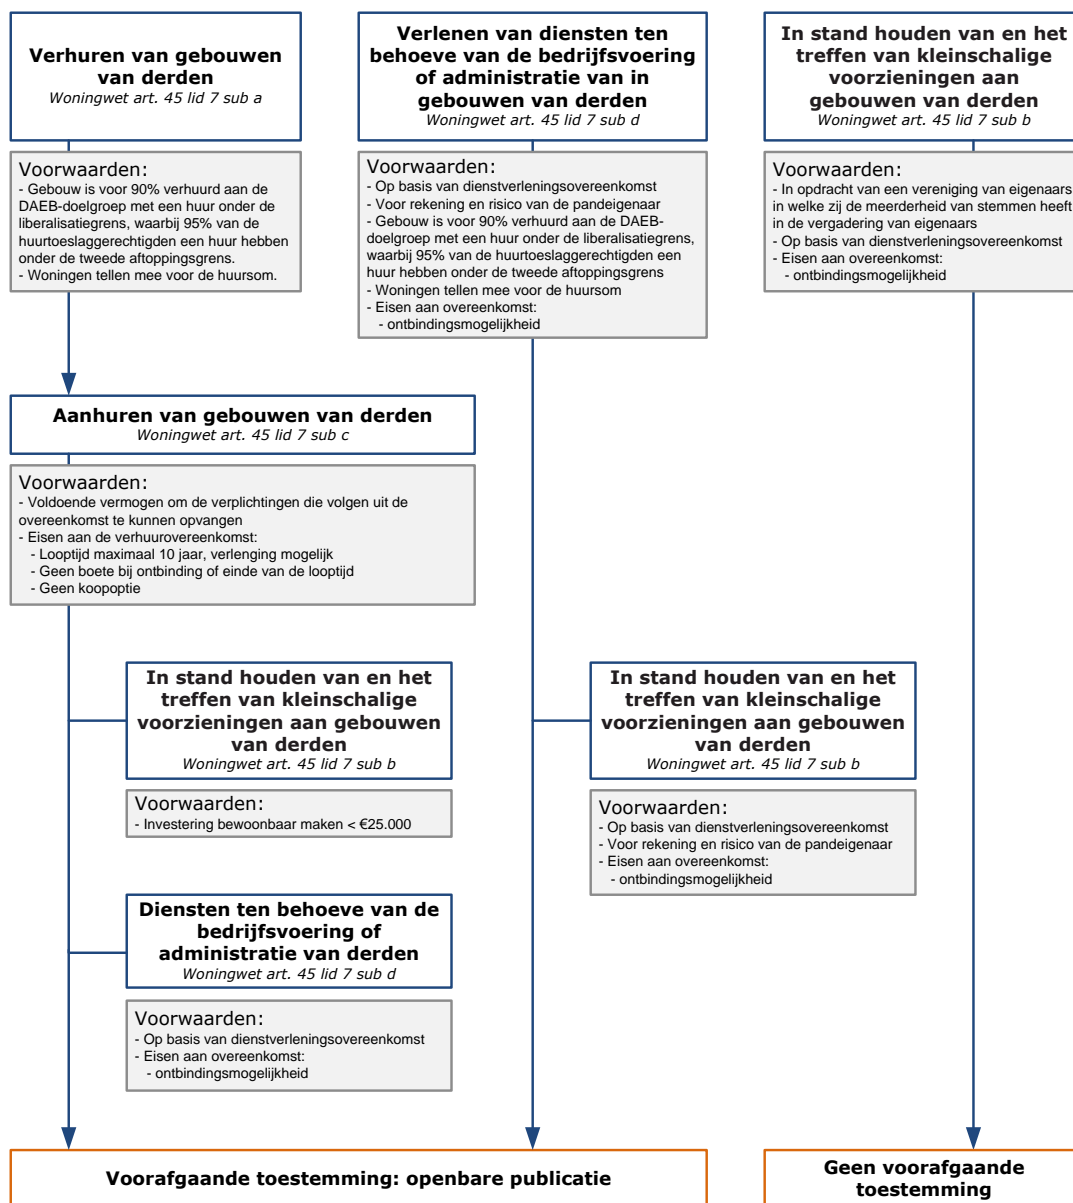 Verhuren van gebouwen
van derden
Woningwet art. 45 lid 7 sub a
Voorwaarden:
- Gebouw is voor 90% verhuurd aan de
DAEB-doelgroep met een huur onder de
liberalisatiegrens, waarbij 95% van de
huurtoeslaggerechtigden een huur hebben
onder de tweede aftoppingsgrens.
- Woningen tellen mee voor de huursom.
Verlenen van diensten ten
behoeve van de bedrijfsvoering
of administratie van in
gebouwen van derden
Woningwet art. 45 lid 7 sub d
Voorwaarden:
- Op basis van dienstverleningsovereenkomst
- Voor rekening en risico van de pandeigenaar
- Gebouw is voor 90% verhuurd aan de DAEB-
doelgroep met een huur onder de liberalisatiegrens,
waarbij 95% van de huurtoeslaggerechtigden een
huur hebben onder de tweede aftoppingsgrens
- Woningen tellen mee voor de huursom
- Eisen aan overeenkomst:
- ontbindingsmogelijkheid
In stand houden van en het
treffen van kleinschalige
voorzieningen aan
gebouwen van derden
Woningwet art. 45 lid 7 sub b
Voorwaarden:
- In opdracht van een vereniging van eigenaars
in welke zij de meerderheid van stemmen heeft
in de vergadering van eigenaars
- Op basis van dienstverleningsovereenkomst
- Eisen aan overeenkomst:
- ontbindingsmogelijkheid
Aanhuren van gebouwen van derden
Woningwet art. 45 lid 7 sub c
Voorwaarden:
- Voldoende vermogen om de verplichtingen die volgen uit de
overeenkomst te kunnen opvangen
- Eisen aan de verhuurovereenkomst:
- Looptijd maximaal 10 jaar, verlenging mogelijk
- Geen boete bij ontbinding of einde van de looptijd
- Geen koopoptie
In stand houden van en het
treffen van kleinschalige
voorzieningen aan gebouwen
van derden
Woningwet art. 45 lid 7 sub b
Voorwaarden:
- Investering bewoonbaar maken < €25.000
In stand houden van en het
treffen van kleinschalige
voorzieningen aan gebouwen
van derden
Woningwet art. 45 lid 7 sub b
Voorwaarden:
- Op basis van dienstverleningsovereenkomst
- Voor rekening en risico van de pandeigenaar
- Eisen aan overeenkomst:
- ontbindingsmogelijkheid
Diensten ten behoeve van de
bedrijfsvoering of
administratie van derden
Woningwet art. 45 lid 7 sub d
Voorwaarden:
- Op basis van dienstverleningsovereenkomst
- Eisen aan overeenkomst:
- ontbindingsmogelijkheid
Voorafgaande toestemming: openbare publicatie
Geen voorafgaande
toestemming